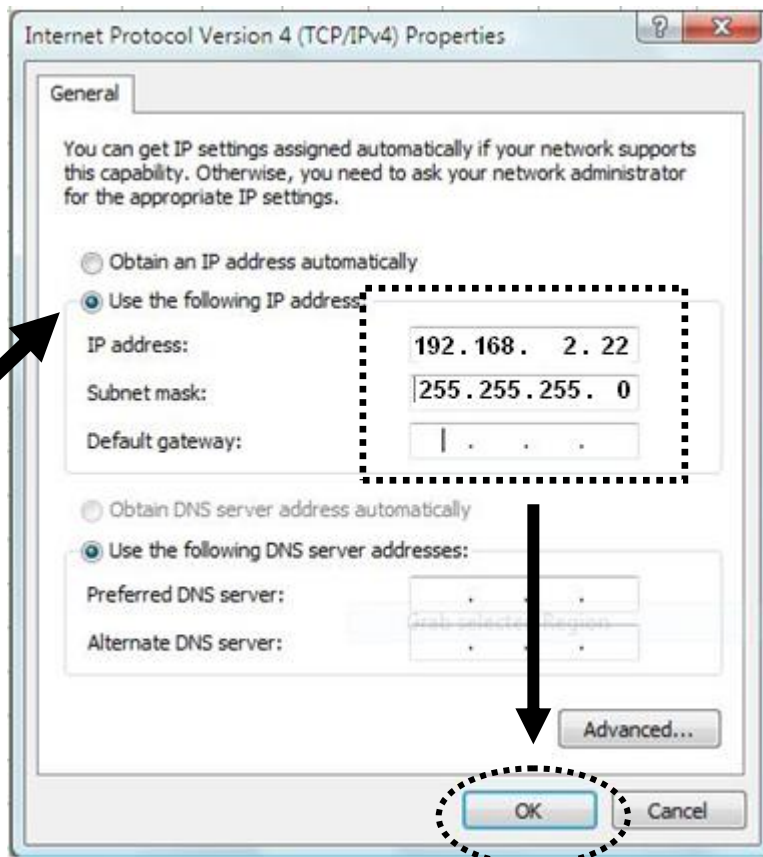 Internet Protocol Version 4 (TCP/IPv4) Properties
?
General
You can get IP settings assigned automatically if your network supports
this capability. Otherwise, you need to ask your network administrator
for the appropriate IP settings.
Obtain an IP address automatically
Use the following IP address
IP address: 192.168. 2. 22
Subnet mask: 255.255.255. 0
Default gateway: . . .
Obtain DNS server address automatically
Use the following DNS server addresses:
Preferred DNS server: . . .
Grab selected Region
Alternate DNS server: . . .
Advanced...
OK Cancel